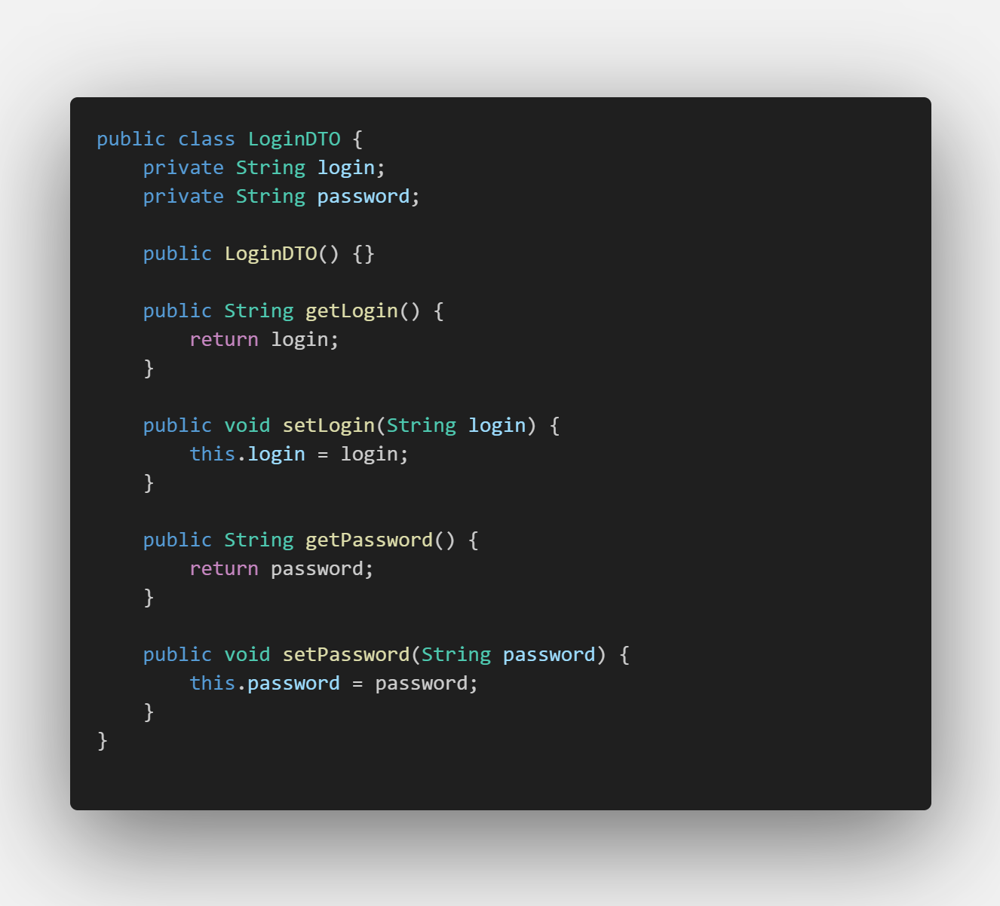 public class LoginDTO {
    private String login;
    private String password;

    public LoginDTO() {}

    public String getLogin() {
        return login;
    }

    public void setLogin(String login) {
        this.login = login;
    }

    public String getPassword() {
        return password;
    }

    public void setPassword(String password) {
        this.password = password;
    }
}